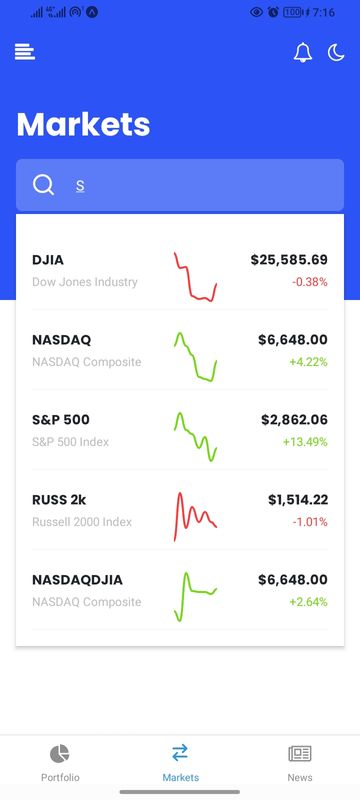 4G 100 7:16
Markets
S
DJIA $25,585.69
Dow Jones Industry -0.38%
NASDAQ $6,648.00
NASDAQ Composite +4.22%
S&P 500 $2,862.06
S&P 500 Index +13.49%
RUSS 2k $1,514.22
Russell 2000 Index -1.01%
NASDAQDJIA $6,648.00
NASDAQ Composite +2.64%
Portfolio Markets News